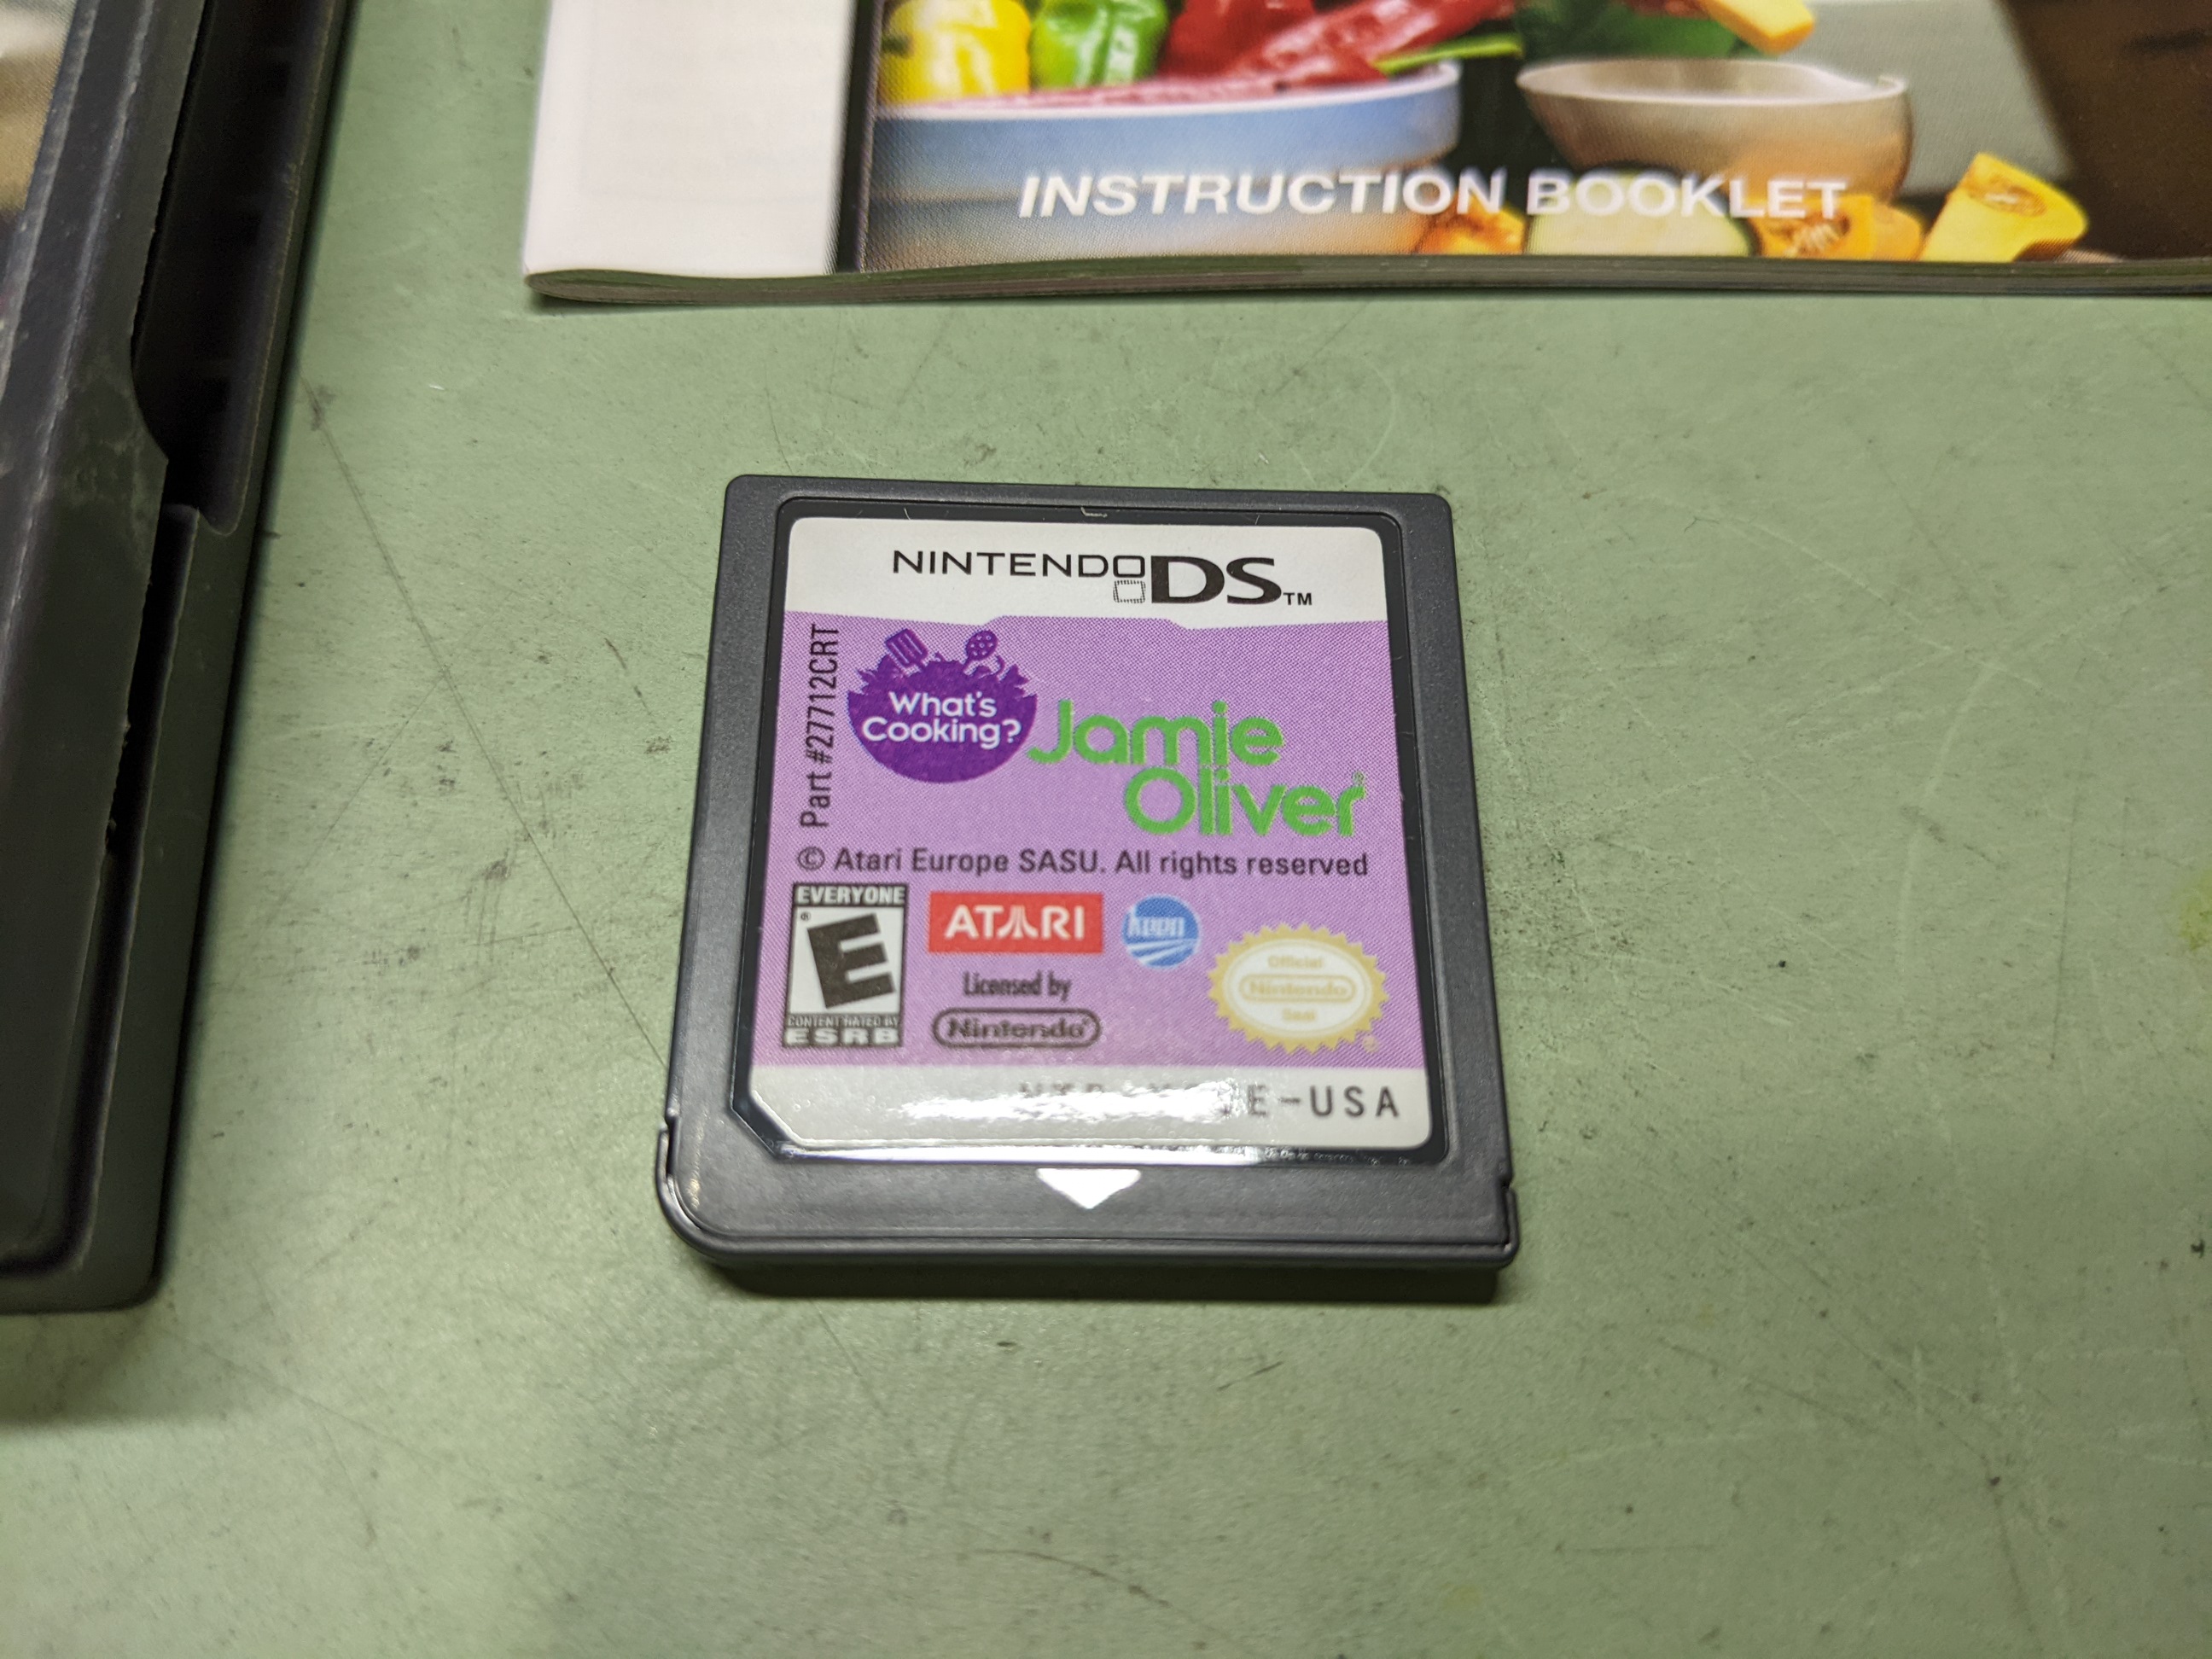 INSTRUCTION BOOKLET
NINTENDO DS™
Part #27712CRT
What's
Cooking?
Jamie
Oliver®
© Atari Europe SASU. All rights reserved
EVERYONE
E®
CONTENT RATED BY
ESRB
ATARI
keen
Licensed by
Nintendo®
Official
Nintendo
Seal
E-USA